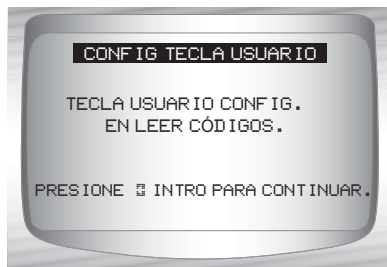 CONFIG TECLA USUARIO
TECLA USUARIO CONFIG.
EN LEER CÓDIGOS.
PRESIONE INTRO PARA CONTINUAR.